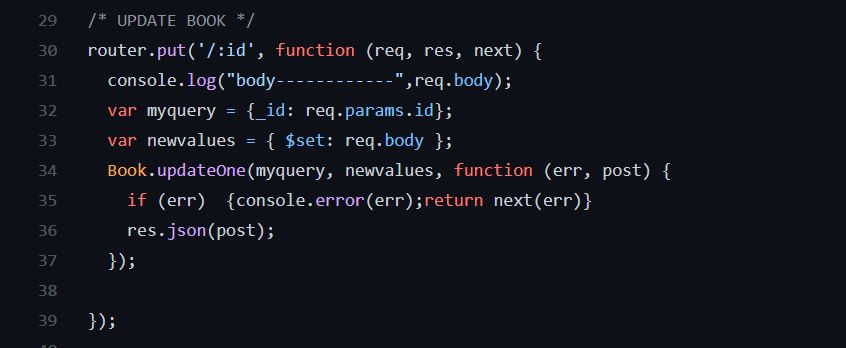 29 /* UPDATE BOOK */
30 router.put('/:id', function (req, res, next) {
31   console.log("body------------",req.body);
32   var myquery = {_id: req.params.id};
33   var newvalues = { $set: req.body };
34   Book.updateOne(myquery, newvalues, function (err, post) {
35     if (err)  {console.error(err);return next(err)}
36     res.json(post);
37   });
38
39 });